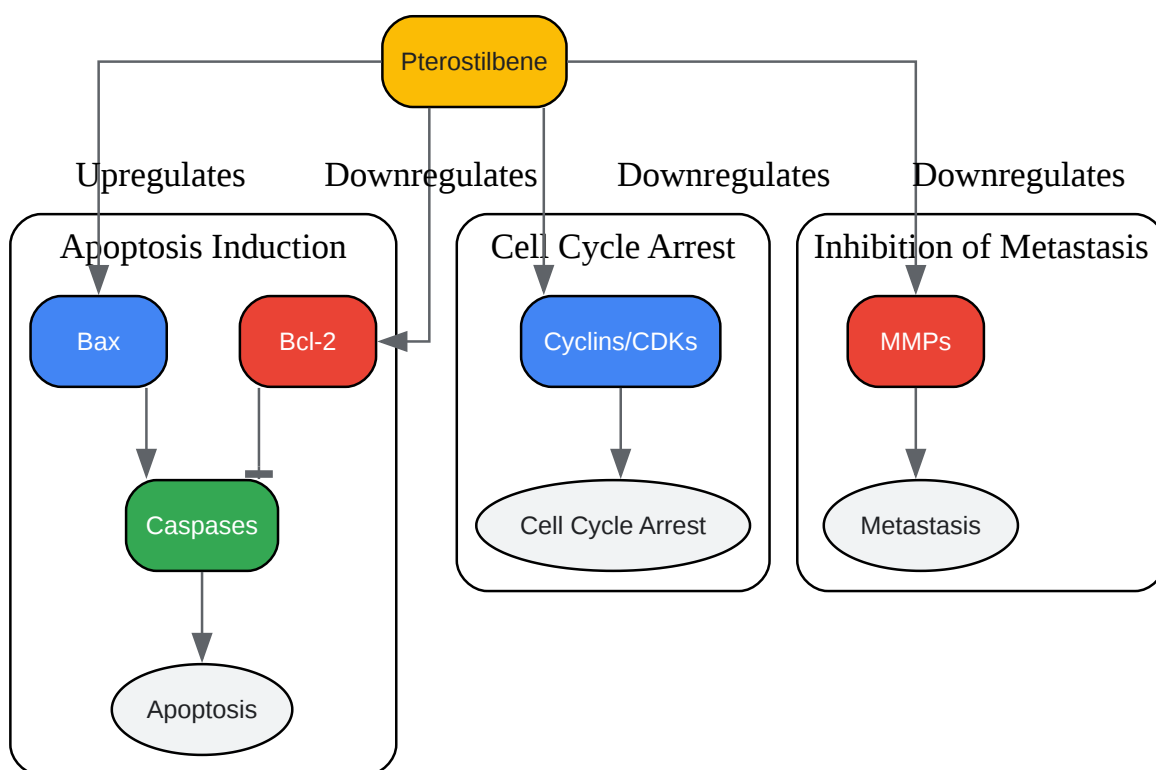 Pterostilbene
Upregulates
Downregulates
Downregulates
Downregulates
Apoptosis Induction
Cell Cycle Arrest
Inhibition of Metastasis
Bax
Bcl-2
Cyclins/CDKs
MMPs
Caspases
Cell Cycle Arrest
Metastasis
Apoptosis